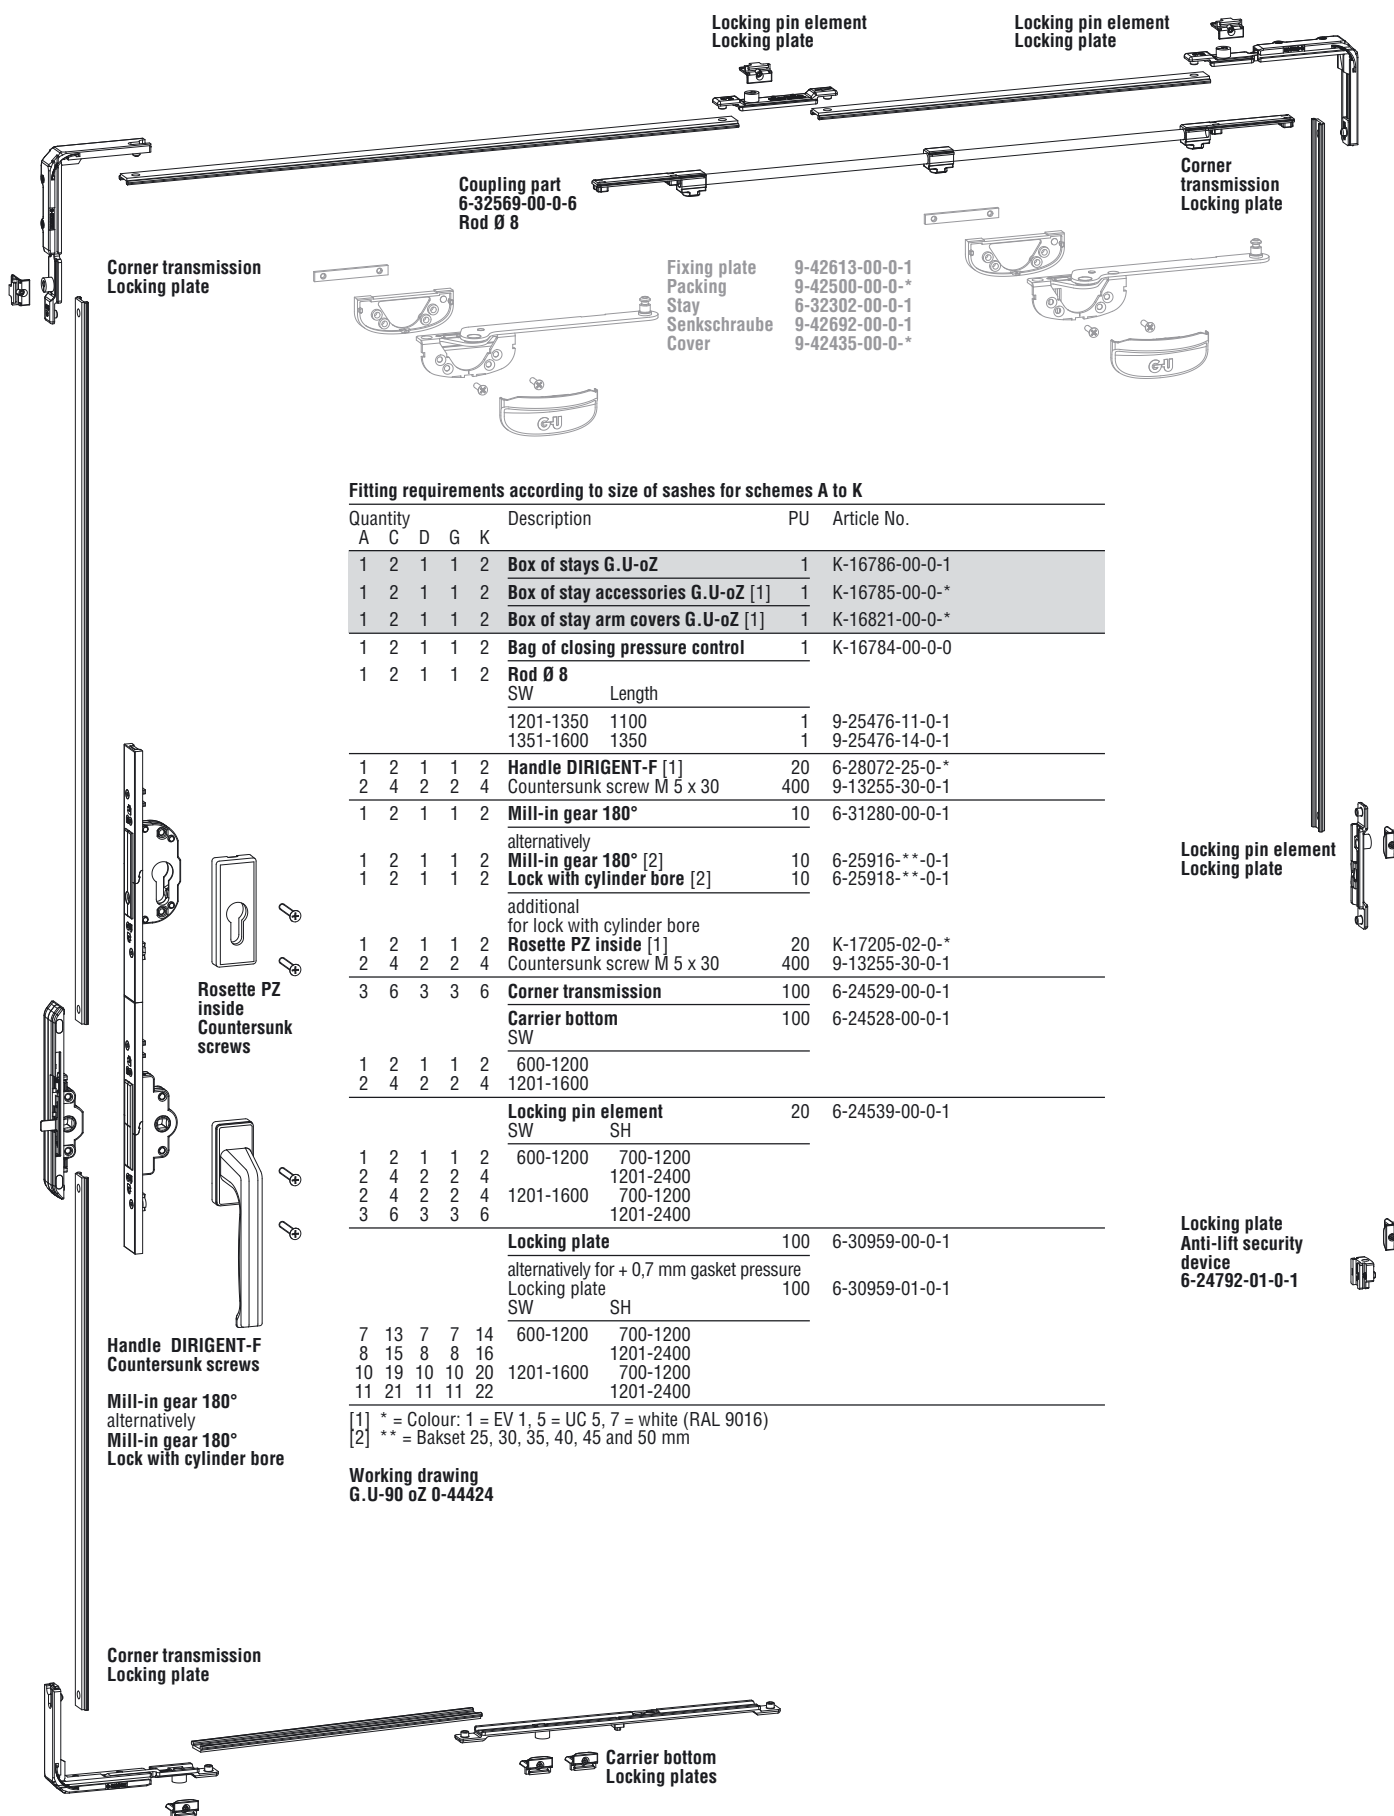 Locking pin element
Locking plate
Locking pin element
Locking plate
Coupling part
6-32569-00-0-6
Rod Ø 8
Corner
transmission
Locking plate
Corner transmission
Locking plate
Fixing plate 9-42613-00-0-1
Packing 9-42500-00-0-*
Stay 6-32302-00-0-1
Senkschraube 9-42692-00-0-1
Cover 9-42435-00-0-*
G-U
G-U
Fitting requirements according to size of sashes for schemes A to K
Quantity Description PU Article No.
A C D G K
1 2 1 1 2 Box of stays G.U-oZ 1 K-16786-00-0-1
1 2 1 1 2 Box of stay accessories G.U-oZ [1] 1 K-16785-00-0-*
1 2 1 1 2 Box of stay arm covers G.U-oZ [1] 1 K-16821-00-0-*
1 2 1 1 2 Bag of closing pressure control 1 K-16784-00-0-0
1 2 1 1 2 Rod Ø 8
SW Length
1201-1350 1100 1 9-25476-11-0-1
1351-1600 1350 1 9-25476-14-0-1
1 2 1 1 2 Handle DIRIGENT-F [1] 20 6-28072-25-0-*
2 4 2 2 4 Countersunk screw M 5 x 30 400 9-13255-30-0-1
1 2 1 1 2 Mill-in gear 180° 10 6-31280-00-0-1
alternatively
1 2 1 1 2 Mill-in gear 180° [2] 10 6-25916-**-0-1
1 2 1 1 2 Lock with cylinder bore [2] 10 6-25918-**-0-1
additional
for lock with cylinder bore
1 2 1 1 2 Rosette PZ inside [1] 20 K-17205-02-0-*
2 4 2 2 4 Countersunk screw M 5 x 30 400 9-13255-30-0-1
3 6 3 3 6 Corner transmission 100 6-24529-00-0-1
Carrier bottom 100 6-24528-00-0-1
SW
1 2 1 1 2 600-1200
2 4 2 2 4 1201-1600
Locking pin element 20 6-24539-00-0-1
SW SH
1 2 1 1 2 600-1200 700-1200
2 4 2 2 4 1201-2400
2 4 2 2 4 1201-1600 700-1200
3 6 3 3 6 1201-2400
Locking plate 100 6-30959-00-0-1
alternatively for + 0,7 mm gasket pressure
Locking plate 100 6-30959-01-0-1
SW SH
7 13 7 7 14 600-1200 700-1200
8 15 8 8 16 1201-2400
10 19 10 10 20 1201-1600 700-1200
11 21 11 11 22 1201-2400
[1] * = Colour: 1 = EV 1, 5 = UC 5, 7 = white (RAL 9016)
[2] ** = Bakset 25, 30, 35, 40, 45 and 50 mm
Working drawing
G.U-90 oZ 0-44424
Rosette PZ
inside
Countersunk
screws
Handle DIRIGENT-F
Countersunk screws
Mill-in gear 180°
alternatively
Mill-in gear 180°
Lock with cylinder bore
Locking pin element
Locking plate
Locking plate
Anti-lift security
device
6-24792-01-0-1
Corner transmission
Locking plate
Carrier bottom
Locking plates